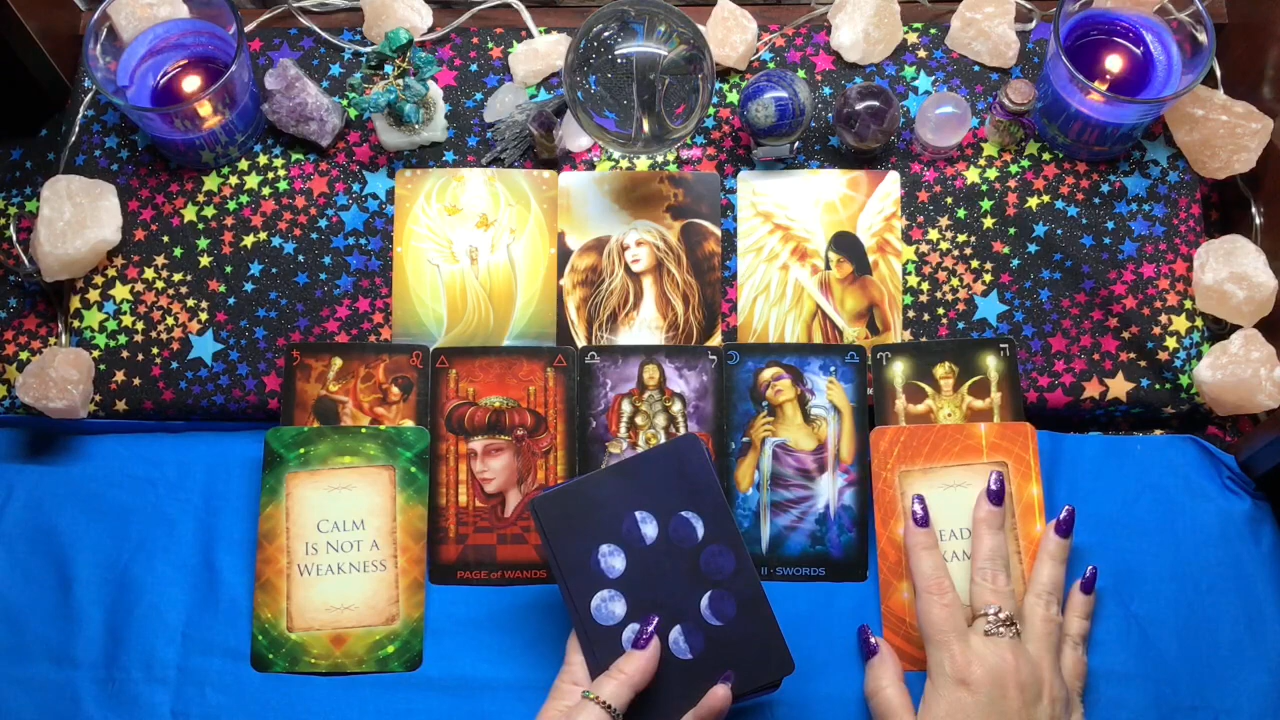 CALM
IS NOT A
WEAKNESS
PAGE of WANDS
II · SWORDS